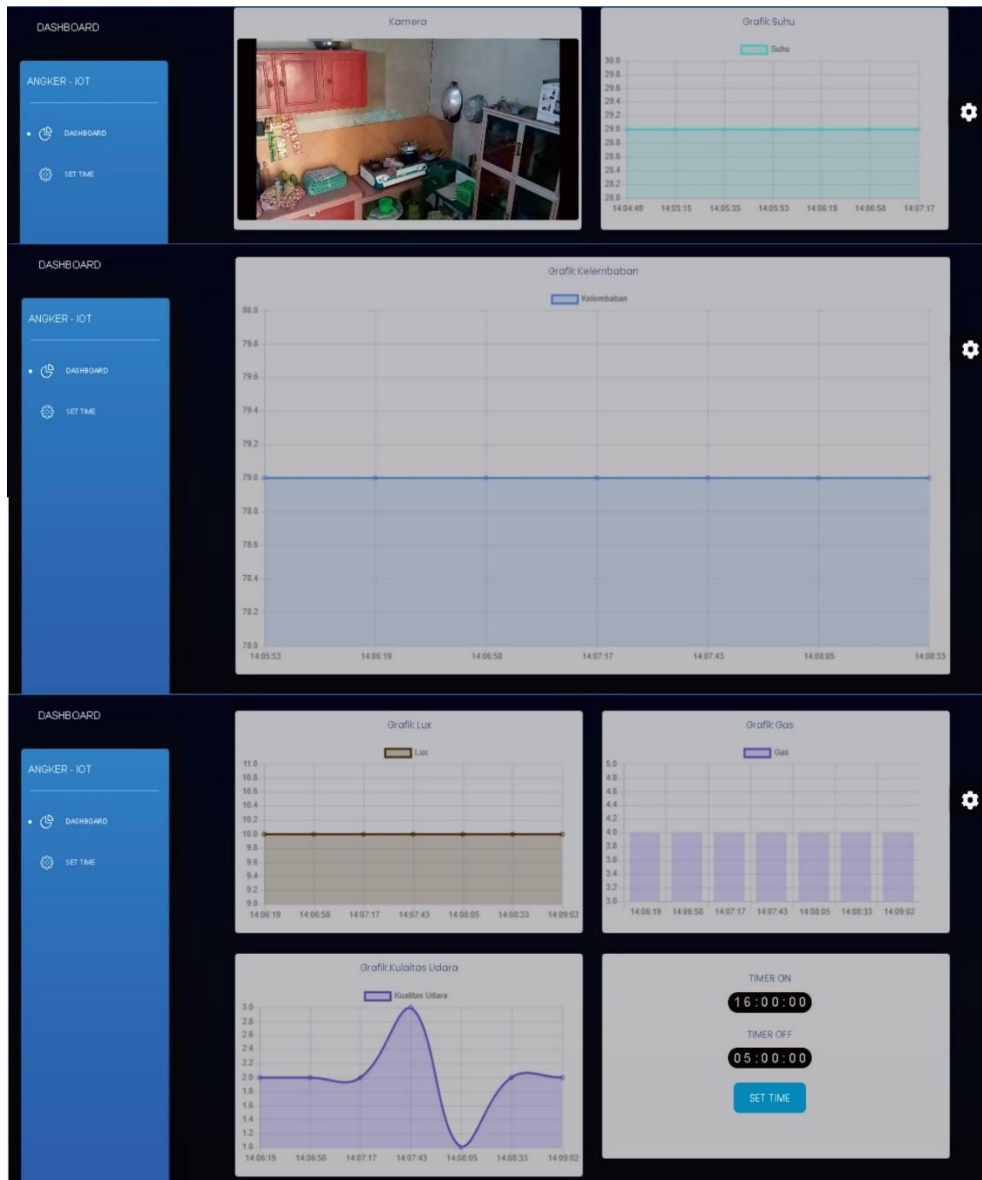 DASHBOARD
ANGKER - IOT
DASHBOARD
SET TIME
Kamera
Grafik Suhu
Suhu
30.0
29.8
29.6
29.4
29.2
29.0
28.8
28.6
28.4
28.2
28.0
14:04:49 14:05:15 14:05:35 14:05:53 14:06:19 14:06:58 14:07:17
DASHBOARD
ANGKER - IOT
DASHBOARD
SET TIME
Grafik Kelembaban
Kelembaban
80.0
79.8
79.6
79.4
79.2
79.0
78.8
78.6
78.4
78.2
78.0
14:05:53 14:06:19 14:06:58 14:07:17 14:07:43 14:08:05 14:08:33
DASHBOARD
ANGKER - IOT
DASHBOARD
SET TIME
Grafik Lux
Lux
11.0
10.8
10.6
10.4
10.2
10.0
9.8
9.6
9.4
9.2
9.0
14:06:19 14:06:58 14:07:17 14:07:43 14:08:05 14:08:33 14:09:02
Grafik Gas
Gas
5.0
4.8
4.6
4.4
4.2
4.0
3.8
3.6
3.4
3.2
3.0
14:06:19 14:06:58 14:07:17 14:07:43 14:08:05 14:08:33 14:09:02
Grafik Kulaitas Udara
Kualitas Udara
3.0
2.8
2.6
2.4
2.2
2.0
1.8
1.6
1.4
1.2
1.0
14:06:19 14:06:58 14:07:17 14:07:43 14:08:05 14:08:33 14:09:02
TIMER ON
16:00:00
TIMER OFF
05:00:00
SET TIME